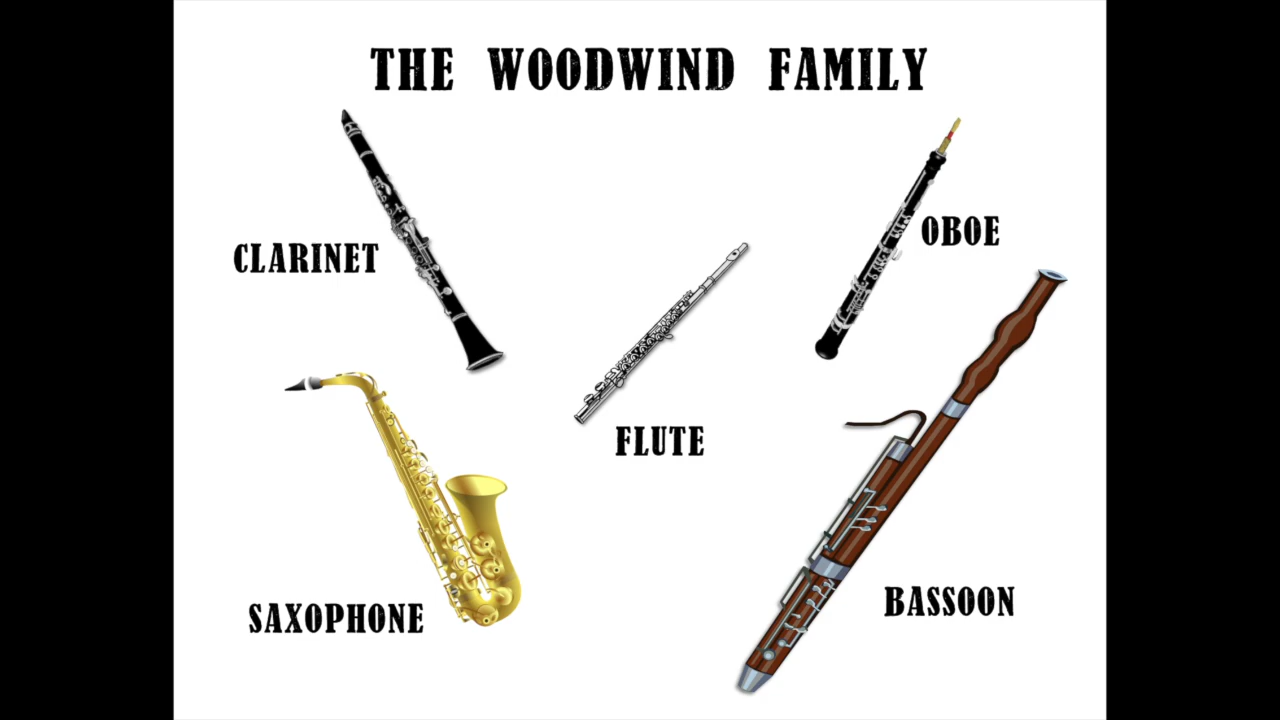 THE WOODWIND FAMILY
CLARINET
OBOE
FLUTE
SAXOPHONE
BASSOON